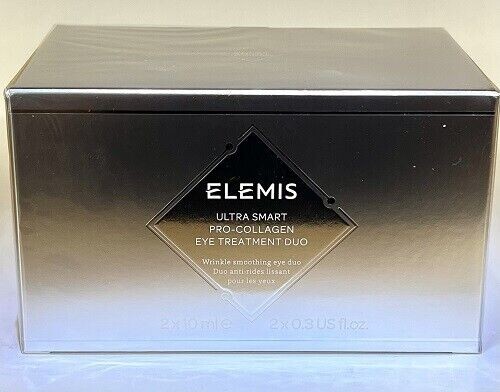 ELEMIS
ULTRA SMART
PRO-COLLAGEN
EYE TREATMENT DUO
Wrinkle smoothing eye duo
Duo anti-rides lissant
pour les yeux
2 x 10 ml ℮ 2 x 0.3 US fl.oz.